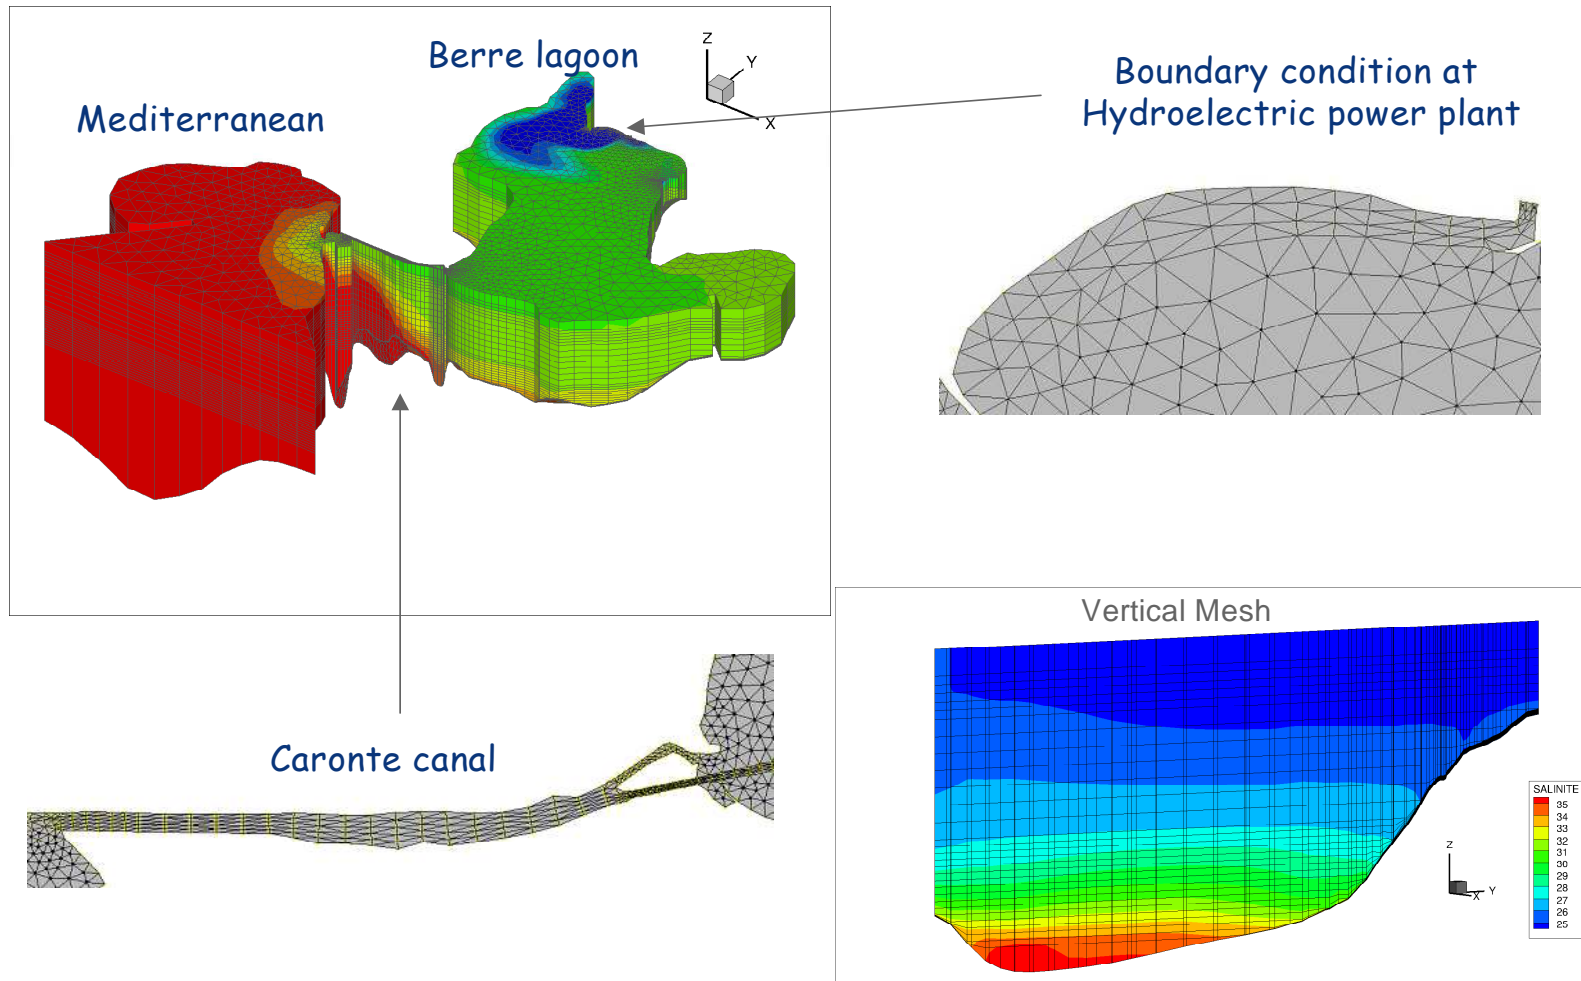 Berre lagoon
Mediterranean
Z
Y
X
Boundary condition at
Hydroelectric power plant
Caronte canal
Vertical Mesh
SALINITE
35
34
33
32
31
30
29
28
27
26
25
Z
X
Y